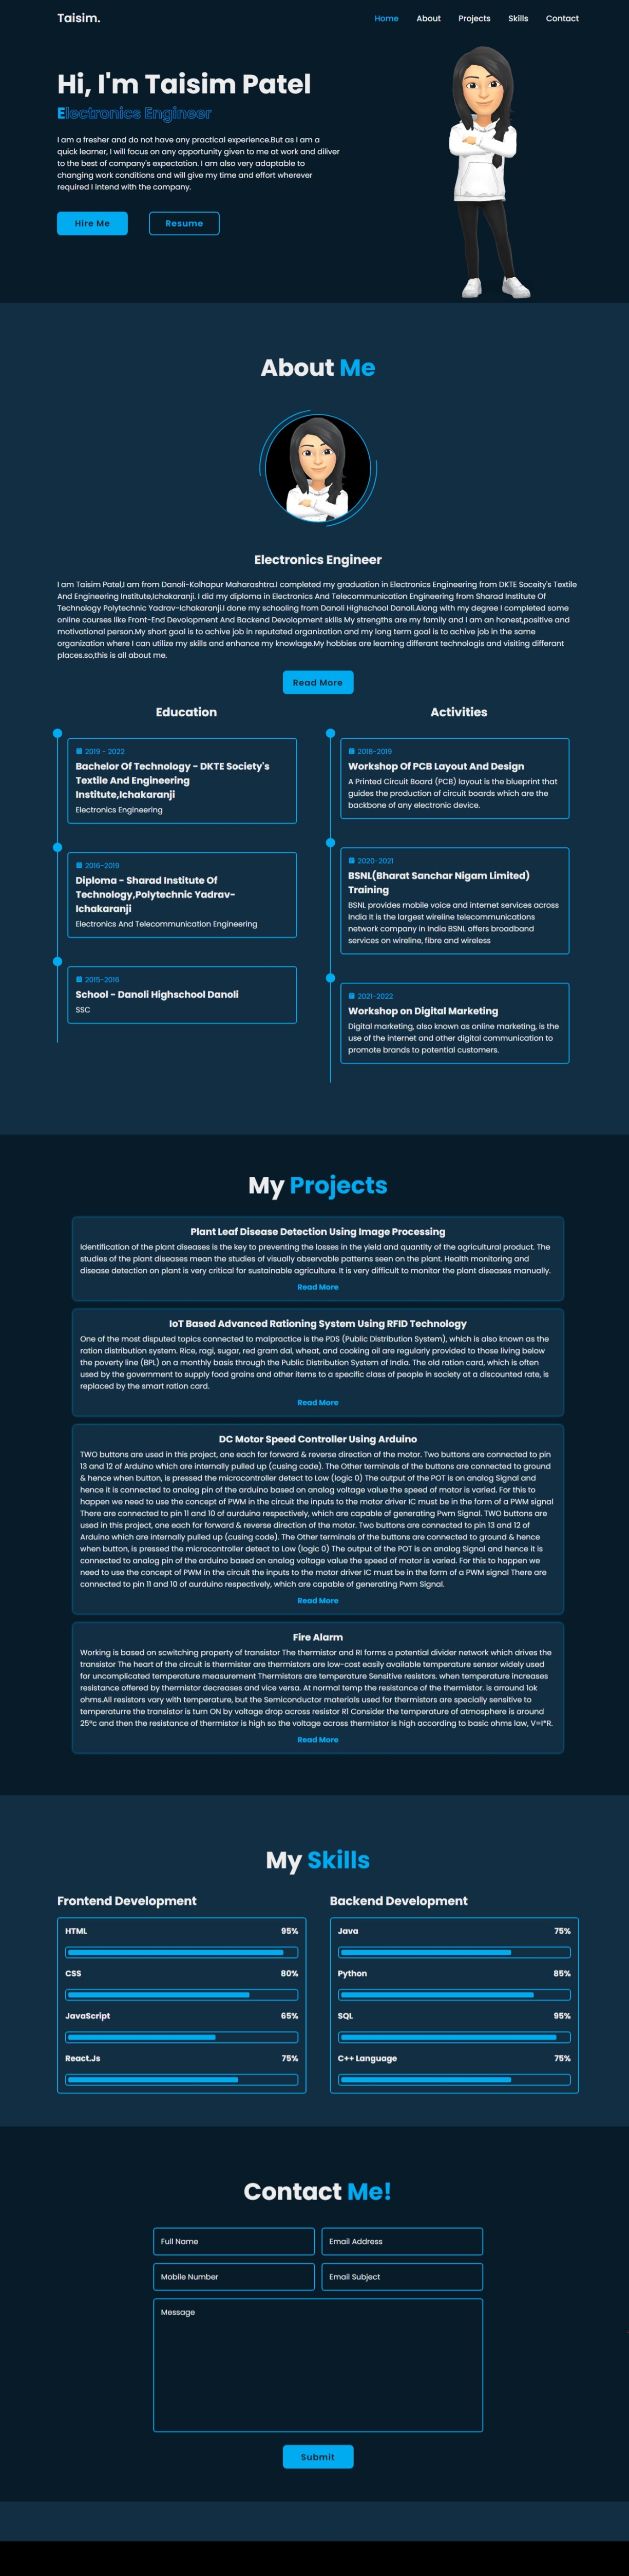 Taisim.
Home About Projects Skills Contact
Hi, I'm Taisim Patel
Electronics Engineer
I am a fresher and do not have any practical experience.But as I am a
quick learner, I will focus on any opportunity given to me at work and diliver
to the best of company's expectation. I am also very adaptable to
changing work conditions and will give my time and effort wherever
required I intend with the company.
Hire Me
Resume
About Me
Electronics Engineer
I am Taisim Patel,I am from Danoli-Kolhapur Maharashtra.I completed my graduation in Electronics Engineering from DKTE Soceity's Textile
And Engineering Institute,Ichakaranji. I did my diploma in Electronics And Telecommunication Engineering from Sharad Institute Of
Technology Polytechnic Yadrav-Ichakaranji.I done my schooling from Danoli Highschool Danoli.Along with my degree I completed some
online courses like Front-End Devolopment And Backend Devolopment skills My strengths are my family and I am an honest,positive and
motivational person.My short goal is to achive job in reputated organization and my long term goal is to achive job in the same
organization where I can utilize my skills and enhance my knowlage.My hobbies are learning differant technologis and visiting differant
places.so,this is all about me.
Read More
Education
2019 - 2022
Bachelor Of Technology - DKTE Society's
Textile And Engineering
Institute,Ichakaranji
Electronics Engineering
2016-2019
Diploma - Sharad Institute Of
Technology,Polytechnic Yadrav-
Ichakaranji
Electronics And Telecommunication Engineering
2015-2016
School - Danoli Highschool Danoli
SSC
Activities
2018-2019
Workshop Of PCB Layout And Design
A Printed Circuit Board (PCB) layout is the blueprint that
guides the production of circuit boards which are the
backbone of any electronic device.
2020-2021
BSNL(Bharat Sanchar Nigam Limited)
Training
BSNL provides mobile voice and internet services across
India It is the largest wireline telecommunications
network company in India BSNL offers broadband
services on wireline, fibre and wireless
2021-2022
Workshop on Digital Marketing
Digital marketing, also known as online marketing, is the
use of the internet and other digital communication to
promote brands to potential customers.
My Projects
Plant Leaf Disease Detection Using Image Processing
Identification of the plant diseases is the key to preventing the losses in the yield and quantity of the agricultural product. The
studies of the plant diseases mean the studies of visually observable patterns seen on the plant. Health monitoring and
disease detection on plant is very critical for sustainable agriculture. It is very difficult to monitor the plant diseases manually.
Read More
IoT Based Advanced Rationing System Using RFID Technology
One of the most disputed topics connected to malpractice is the PDS (Public Distribution System), which is also known as the
ration distribution system. Rice, ragi, sugar, red gram dal, wheat, and cooking oil are regularly provided to those living below
the poverty line (BPL) on a monthly basis through the Public Distribution System of India. The old ration card, which is often
used by the government to supply food grains and other items to a specific class of people in society at a discounted rate, is
replaced by the smart ration card.
Read More
DC Motor Speed Controller Using Arduino
TWO buttons are used in this project, one each for forward & reverse direction of the motor. Two buttons are connected to pin
13 and 12 of Arduino which are internally pulled up (cusing code). The Other terminals of the buttons are connected to ground
& hence when button, is pressed the microcontroller detect to Low (logic 0) The output of the POT is on analog Signal and
hence it is connected to analog pin of the arduino based on analog voltage value the speed of motor is varied. For this to
happen we need to use the concept of PWM in the circuit the inputs to the motor driver IC must be in the form of a PWM signal
There are connected to pin 11 and 10 of aurduino respectively, which are capable of generating Pwm Signal. TWO buttons are
used in this project, one each for forward & reverse direction of the motor. Two buttons are connected to pin 13 and 12 of
Arduino which are internally pulled up (cusing code). The Other terminals of the buttons are connected to ground & hence
when button, is pressed the microcontroller detect to Low (logic 0) The output of the POT is on analog Signal and hence it is
connected to analog pin of the arduino based on analog voltage value the speed of motor is varied. For this to happen we
need to use the concept of PWM in the circuit the inputs to the motor driver IC must be in the form of a PWM signal There are
connected to pin 11 and 10 of aurduino respectively, which are capable of generating Pwm Signal.
Read More
Fire Alarm
Working is based on scwitching property of transistor The thermistor and RI forms a potential divider network which drives the
transistor The heart of the circuit is thermister are thermistors are low-cost easily available temperature sensor widely used
for uncomplicated temperature measurement Thermistors are temperature Sensitive resistors. when temperature increases
resistance offered by thermistor decreases and vice versa. At normal temp the resistance of the thermistor. is around 1ok
ohms.All resistors vary with temperature, but the Semiconductor materials used for thermistors are specially sensitive to
temperaturre the transistor is turn ON by voltage drop across resistor R1 Consider the temperature of atmosphere is around
25°c and then the resistance of thermistor is high so the voltage across thermistor is high according to basic ohms law, V=I*R.
Read More
My Skills
Frontend Development
HTML 95%
CSS 80%
JavaScript 65%
React.Js 75%
Backend Development
Java 75%
Python 85%
SQL 95%
C++ Language 75%
Contact Me!
Full Name
Email Address
Mobile Number
Email Subject
Message
Submit